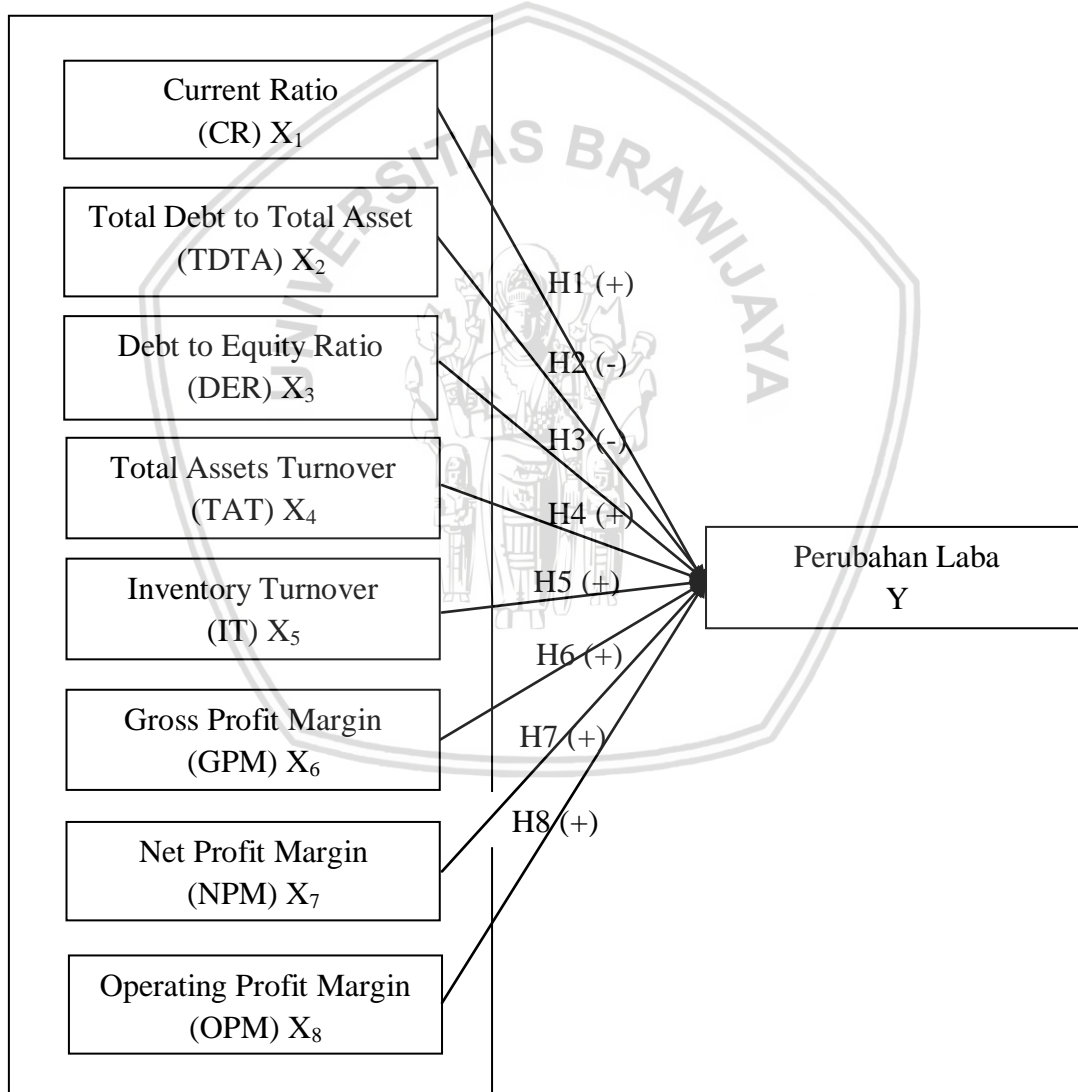 Current Ratio
(CR) X₁
Total Debt to Total Asset
(TDTA) X₂
Debt to Equity Ratio
(DER) X₃
Total Assets Turnover
(TAT) X₄
Inventory Turnover
(IT) X₅
Gross Profit Margin
(GPM) X₆
Net Profit Margin
(NPM) X₇
Operating Profit Margin
(OPM) X₈
H1 (+)
H2 (-)
H3 (-)
H4 (+)
H5 (+)
H6 (+)
H7 (+)
H8 (+)
Perubahan Laba
Y
UNIVERSITAS BRAWIJAYA